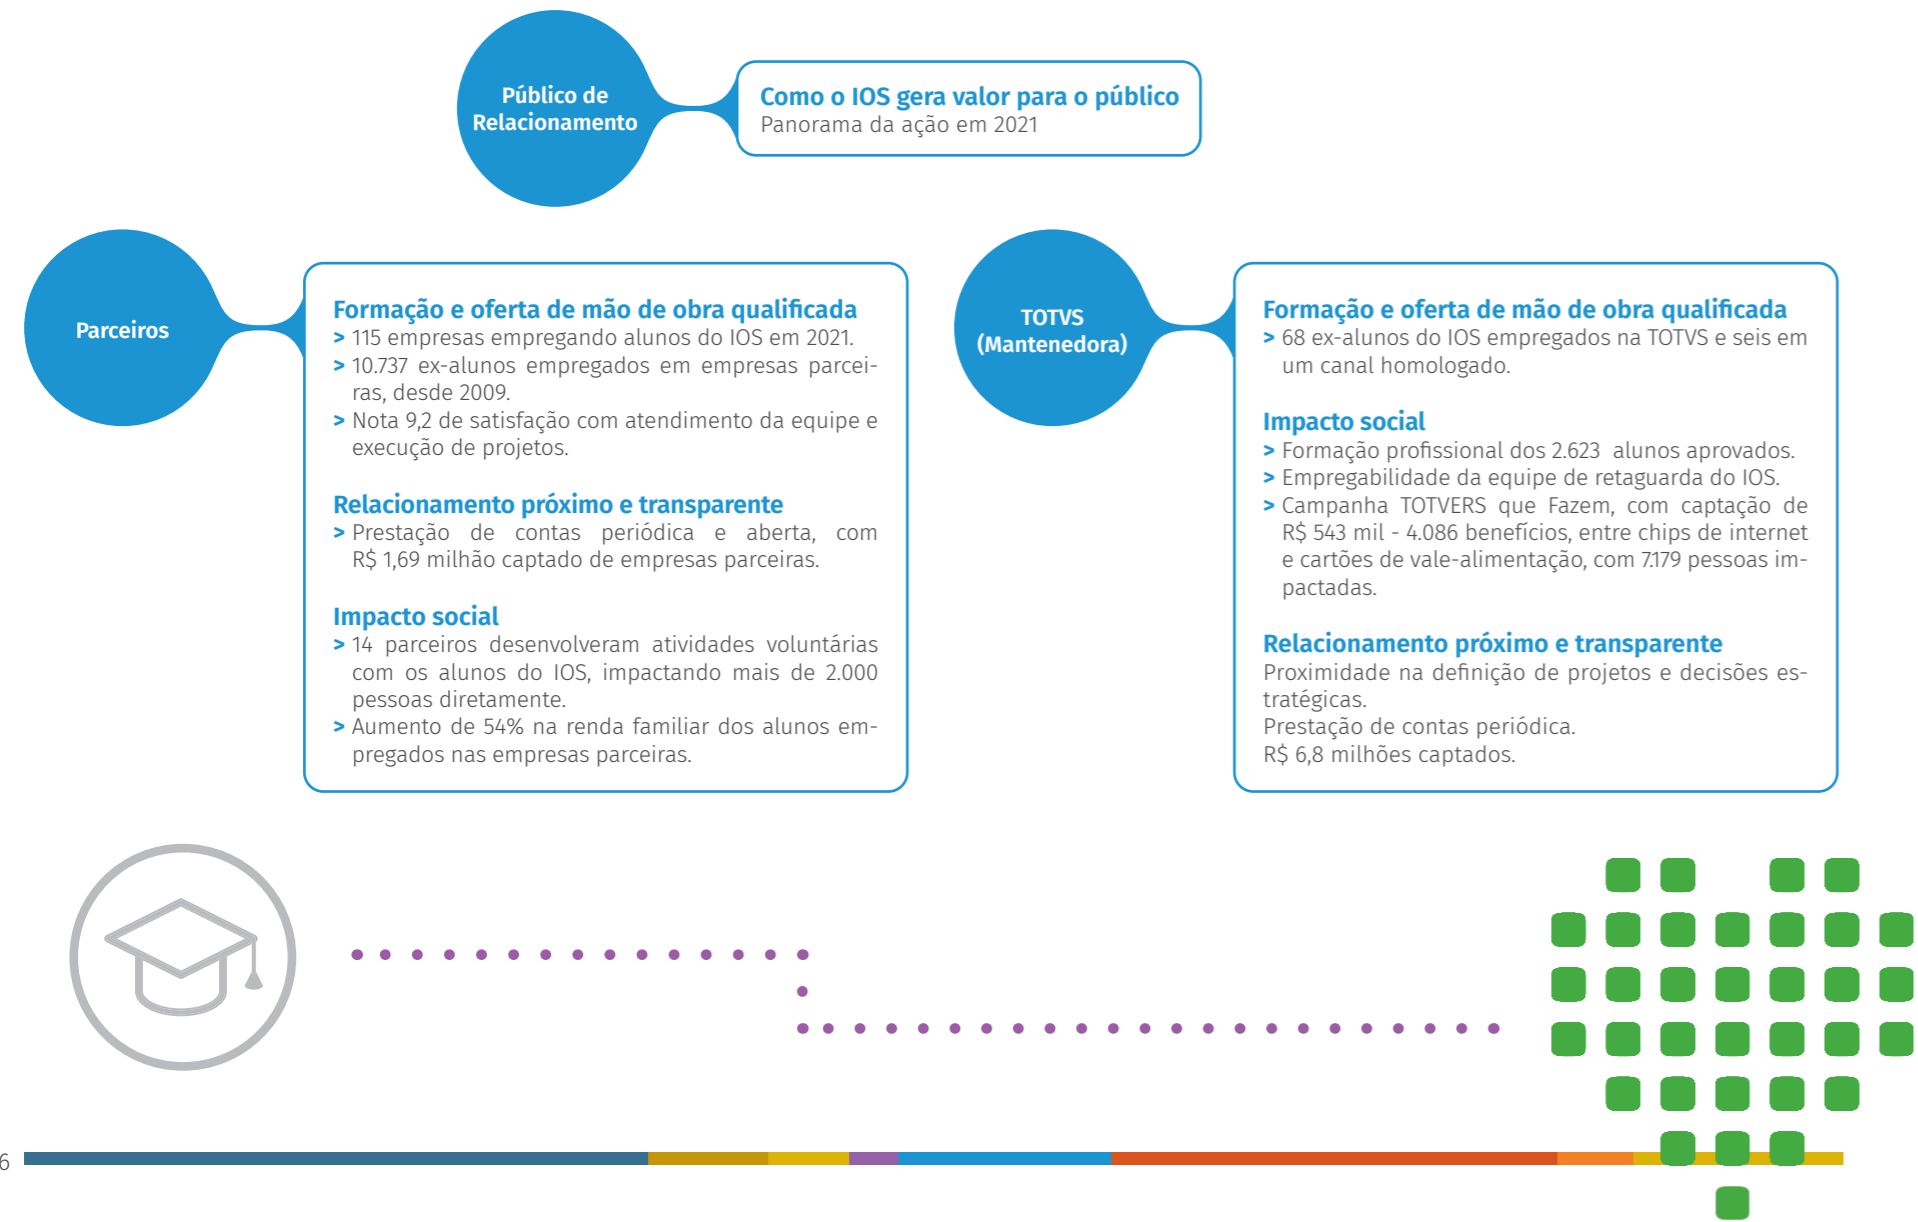 Público de
Relacionamento
Como o IOS gera valor para o público
Panorama da ação em 2021
Parceiros
Formação e oferta de mão de obra qualificada
> 115 empresas empregando alunos do IOS em 2021.
> 10.737 ex-alunos empregados em empresas parcei-
ras, desde 2009.
> Nota 9,2 de satisfação com atendimento da equipe e
execução de projetos.
Relacionamento próximo e transparente
> Prestação de contas periódica e aberta, com
R$ 1,69 milhão captado de empresas parceiras.
Impacto social
> 14 parceiros desenvolveram atividades voluntárias
com os alunos do IOS, impactando mais de 2.000
pessoas diretamente.
> Aumento de 54% na renda familiar dos alunos em-
pregados nas empresas parceiras.
TOTVS
(Mantenedora)
Formação e oferta de mão de obra qualificada
> 68 ex-alunos do IOS empregados na TOTVS e seis em
um canal homologado.
Impacto social
> Formação profissional dos 2.623 alunos aprovados.
> Empregabilidade da equipe de retaguarda do IOS.
> Campanha TOTVERS que Fazem, com captação de
R$ 543 mil - 4.086 benefícios, entre chips de internet
e cartões de vale-alimentação, com 7.179 pessoas im-
pactadas.
Relacionamento próximo e transparente
Proximidade na definição de projetos e decisões es-
tratégicas.
Prestação de contas periódica.
R$ 6,8 milhões captados.
6